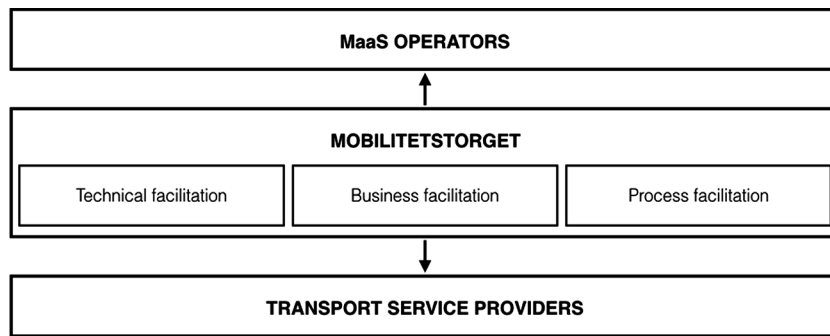 MaaS OPERATORS
MOBILITETSTORGET
Technical facilitation
Business facilitation
Process facilitation
TRANSPORT SERVICE PROVIDERS